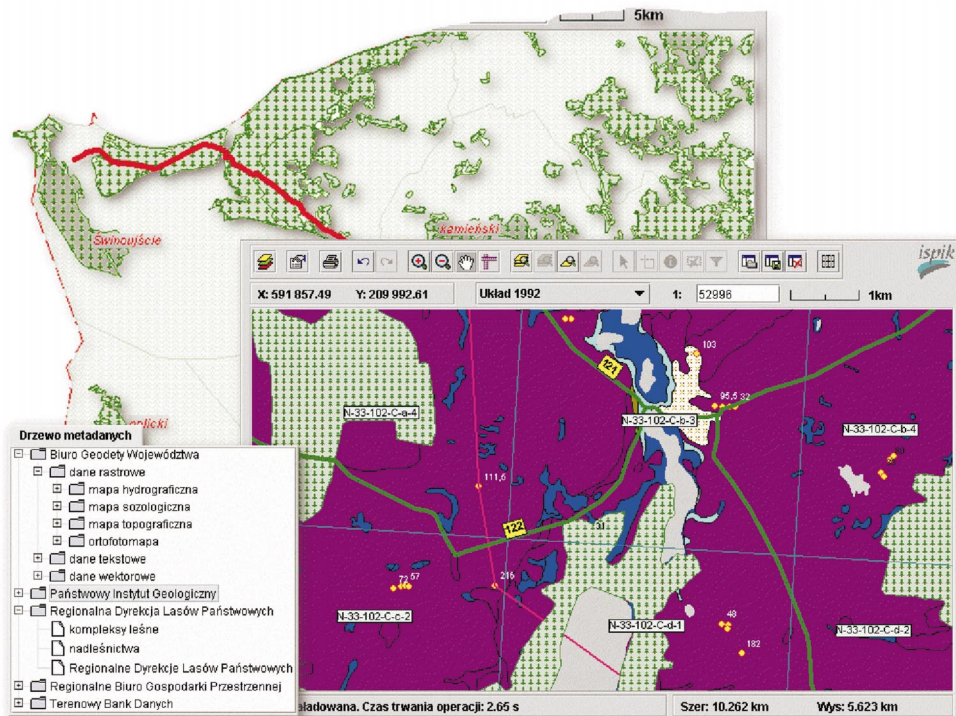 5km
Świnoujście
kamieński
ispik
X: 591 857.49 Y: 209 992.61 Układ 1992 1: 52996 1km
103
121
95,5 32
N-33-102-C-a-4
N-33-102-C-b-3
N-33-102-C-b-4
111,6
122
31
216
72 57
N-33-102-C-c-2
48
N-33-102-C-d-1
N-33-102-C-d-2
182
Drzewo metadanych
Biuro Geodety Województwa
dane rastrowe
mapa hydrograficzna
mapa sozologiczna
mapa topograficzna
ortofotomapa
dane tekstowe
dane wektorowe
Państwowy Instytut Geologiczny
Regionalna Dyrekcja Lasów Państwowych
kompleksy leśne
nadleśnictwa
Regionalne Dyrekcje Lasów Państwowych
Regionalne Biuro Gospodarki Przestrzennej
Terenowy Bank Danych
Czas trwania operacji: 2.65 s
Szer: 10.262 km Wys: 5.623 km